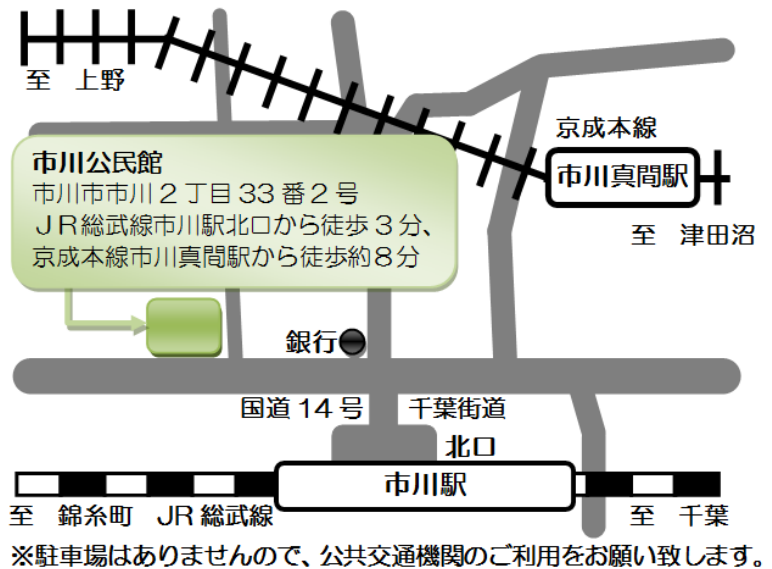 至 上野
京成本線
市川真間駅
至 津田沼
市川公民館
市川市市川2丁目33番2号
JR総武線市川駅北口から徒歩3分、
京成本線市川真間駅から徒歩約8分
銀行
国道14号 千葉街道
北口
市川駅
至 錦糸町 JR総武線
至 千葉
※駐車場はありませんので、公共交通機関のご利用をお願い致します。